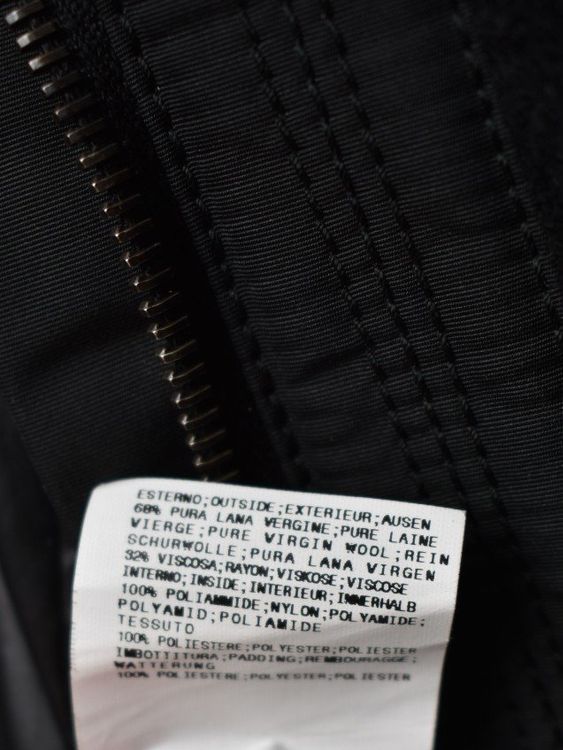 ESTERNO;OUTSIDE;EXTERIEUR;AUSEN
68% PURA LANA VERGINE;PURE LAINE
VIERGE;PURE VIRGIN WOOL;REIN
SCHURWOLLE;PURA LANA VIRGEN
32% VISCOSA;RAYON;VISKOSE;VISCOSE
INTERNO;INSIDE;INTERIEUR;INNERHALB
100% POLIAMMIDE;NYLON;POLYAMIDE;
POLYAMID;POLIAMIDE
TESSUTO
100% POLIESTERE;POLYESTER;POLIESTER
IMBOTTITURA;PADDING;REMBOURAGGE;
WATTERUNG
100% POLIESTERE;POLYESTER;POLIESTER